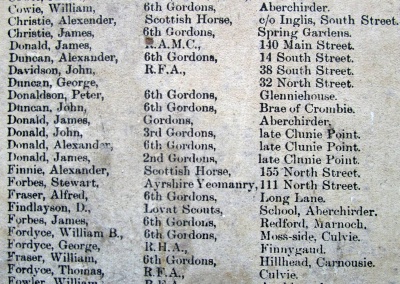 Cowie, William, 6th Gordons, Aberchirder.
Christie, Alexender, Scottish Horse, c/o Inglis, South Street.
Christie, James, 6th Gordons, Spring Gardens.
Donald, James, R.A.M.C., 140 Main Street.
Duncan, Alexander, 6th Gordons, 14 South Street.
Davidson, John, R.F.A., 38 South Street.
Duncan, George, 32 North Street.
Donaldson, Peter, 6th Gordons, Glenniehouse.
Duncan, John, 6th Gordons, Brae of Crombie.
Donald, James, Gordons, Aberchirder.
Donald, John, 3rd Gordons, late Clunie Point.
Donald, Alexander, 6th Gordons, late Clunie Point.
Donald, James, 2nd Gordons, late Clunie Point.
Finnie, Alexander, Scottish Horse, 155 North Street.
Forbes, Stewart, Ayrshire Yeomanry, 111 North Street.
Fraser, Alfred, 6th Gordons, Long Lane.
Findlayson, D., Lovat Scouts, School, Aberchirder.
Forbes, James, 6th Gordons, Redford, Marnoch.
Fordyce, William B., 6th Gordons, Moss-side, Culvie.
Fordyce, George, R.H.A., Finnygaud.
Fraser, William, 6th Gordons, Hillhead, Carnousie.
Fordyce, Thomas, R.F.A., Culvie.
Fowler, William